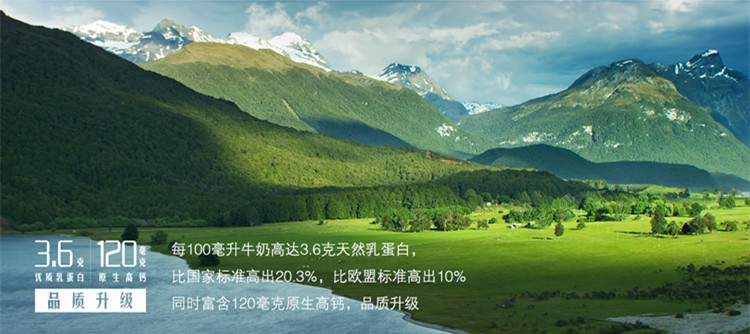 3.6克
优质乳蛋白
120毫克
原生高钙
品质升级
每100毫升牛奶高达3.6克天然乳蛋白，
比国家标准高出20.3%，比欧盟标准高出10%
同时富含120毫克原生高钙，品质升级